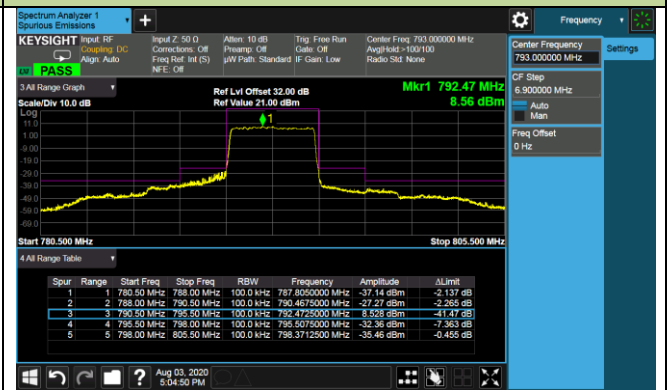 Spectrum Analyzer 1
Spurious Emissions
Frequency
KEYSIGHT
Input: RF
Coupling: DC
Align: Auto
Input Z: 50 Ω
Corrections: Off
Freq Ref: Int (S)
NFE: Off
Atten: 10 dB
Preamp: Off
µW Path: Standard
Trig: Free Run
Gate: Off
IF Gain: Low
Center Freq: 793.000000 MHz
Avg|Hold:>100/100
Radio Std: None
PASS
Center Frequency
793.000000 MHz
Settings
CF Step
6.900000 MHz
Auto
Man
Freq Offset
0 Hz
3 All Range Graph
Scale/Div 10.0 dB
Ref Lvl Offset 32.00 dB
Ref Value 21.00 dBm
Mkr1 792.47 MHz
8.56 dBm
Log
11.0
1.00
-9.00
-19.0
-29.0
-39.0
-49.0
-59.0
-69.0
1
Start 780.500 MHz
Stop 805.500 MHz
4 All Range Table
Spur Range Start Freq Stop Freq RBW Frequency Amplitude ΔLimit
1 1 780.50 MHz 788.00 MHz 100.0 kHz 787.8050000 MHz -37.14 dBm -2.137 dB
2 2 788.00 MHz 790.50 MHz 100.0 kHz 790.4675000 MHz -27.27 dBm -2.265 dB
3 3 790.50 MHz 795.50 MHz 100.0 kHz 792.4725000 MHz 8.528 dBm -41.47 dB
4 4 795.50 MHz 798.00 MHz 100.0 kHz 795.5075000 MHz -32.36 dBm -7.363 dB
5 5 798.00 MHz 805.50 MHz 100.0 kHz 798.3712500 MHz -35.46 dBm -0.455 dB
?
Aug 03, 2020
5:04:50 PM